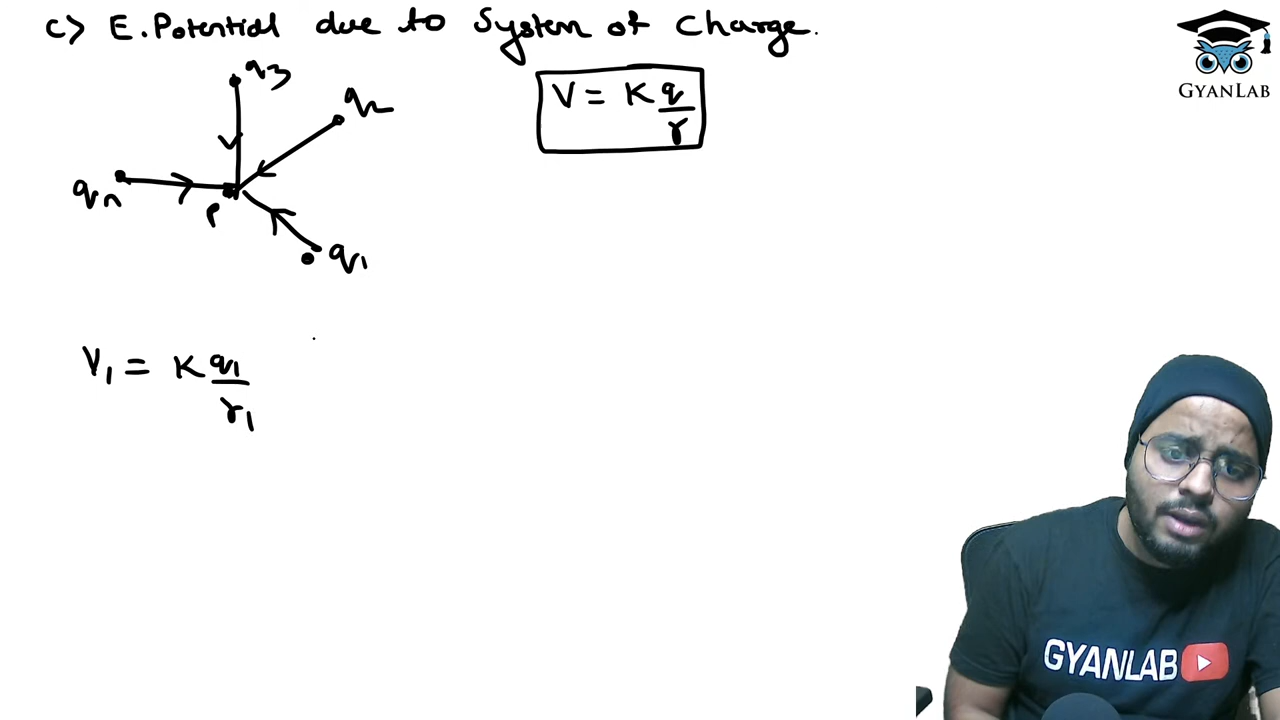 c) E. Potential due to System of Charge.
q3
q2
qn
P
q1
V = K q/r
V1 = K q1/r1
GYANLAB
GYANLAB